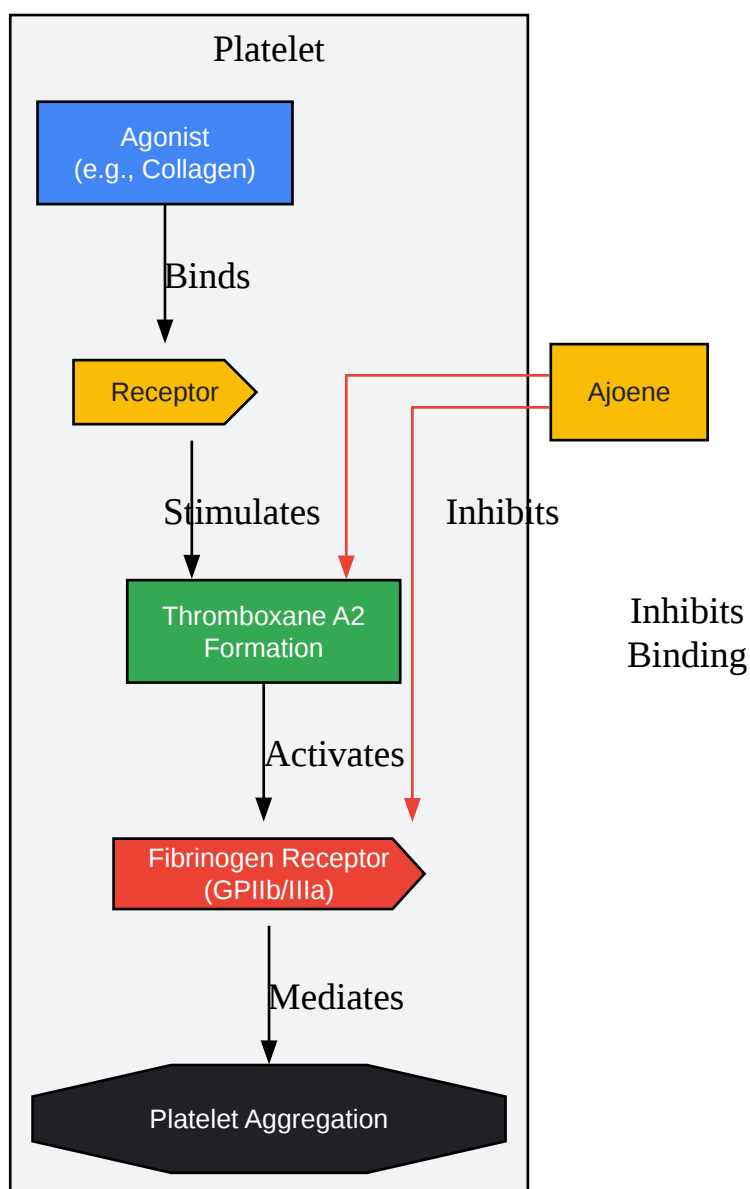 Platelet
Agonist
(e.g., Collagen)
Binds
Receptor
Ajoene
Stimulates
Inhibits
Inhibits
Binding
Thromboxane A2
Formation
Activates
Fibrinogen Receptor
(GPIIb/IIIa)
Mediates
Platelet Aggregation